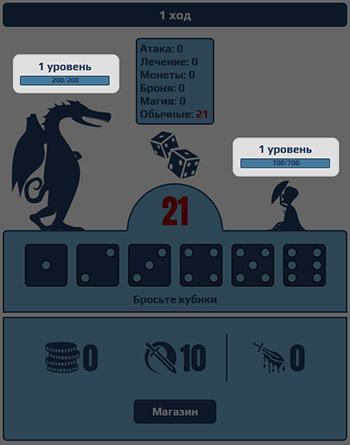 1 ход
1 уровень
200/200
Атака: 0
Лечение: 0
Монеты: 0
Броня: 0
Магия: 0
Обычные: 21
1 уровень
700/700
21
Бросьте кубики
0
10
0
Магазин